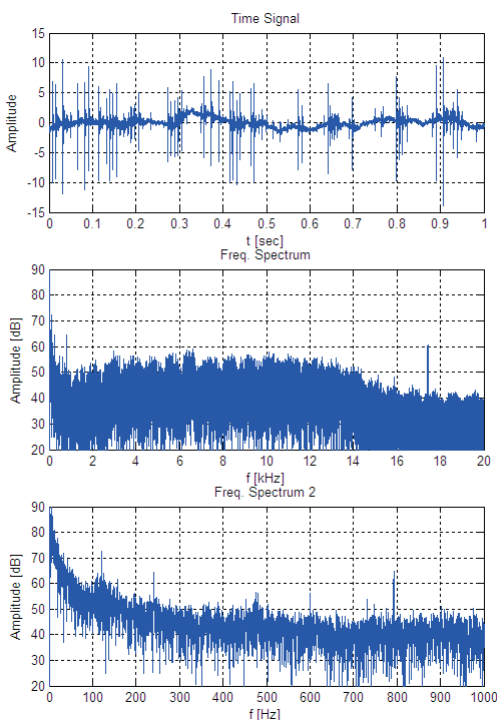 Time Signal
15
10
5
0
-5
-10
-15
Amplitude
0 0.1 0.2 0.3 0.4 0.5 0.6 0.7 0.8 0.9 1
t [sec]
Freq. Spectrum
90
80
70
60
50
40
30
20
Amplitude [dB]
0 2 4 6 8 10 12 14 16 18 20
f [kHz]
Freq. Spectrum 2
90
80
70
60
50
40
30
20
Amplitude [dB]
0 100 200 300 400 500 600 700 800 900 1000
f [Hz]